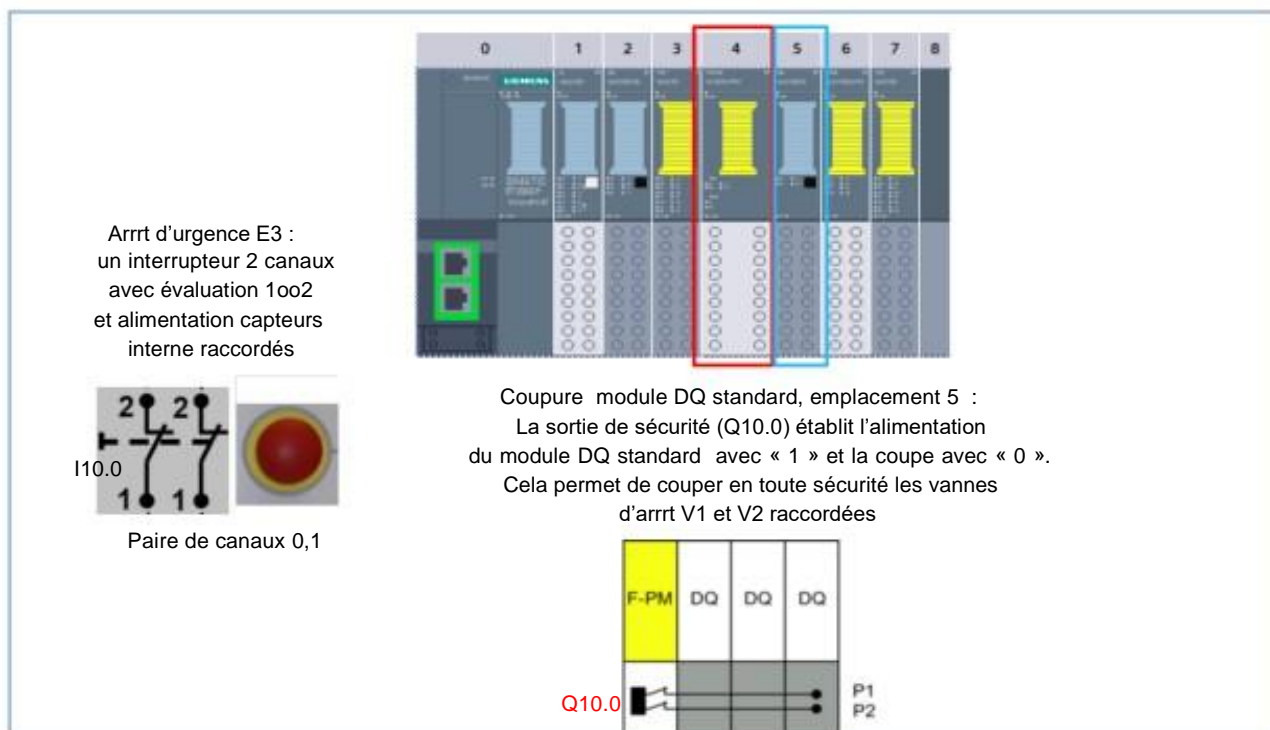 0 1 2 3 4 5 6 7 8
SIEMENS
Arrrt d'urgence E3 :
un interrupteur 2 canaux
avec évaluation 1oo2
et alimentation capteurs
interne raccordés
2 2
I10.0
1 1
Paire de canaux 0,1
Coupure module DQ standard, emplacement 5 :
La sortie de sécurité (Q10.0) établit l'alimentation
du module DQ standard avec « 1 » et la coupe avec « 0 ».
Cela permet de couper en toute sécurité les vannes
d'arrrt V1 et V2 raccordées
F-PM DQ DQ DQ
Q10.0
P1
P2